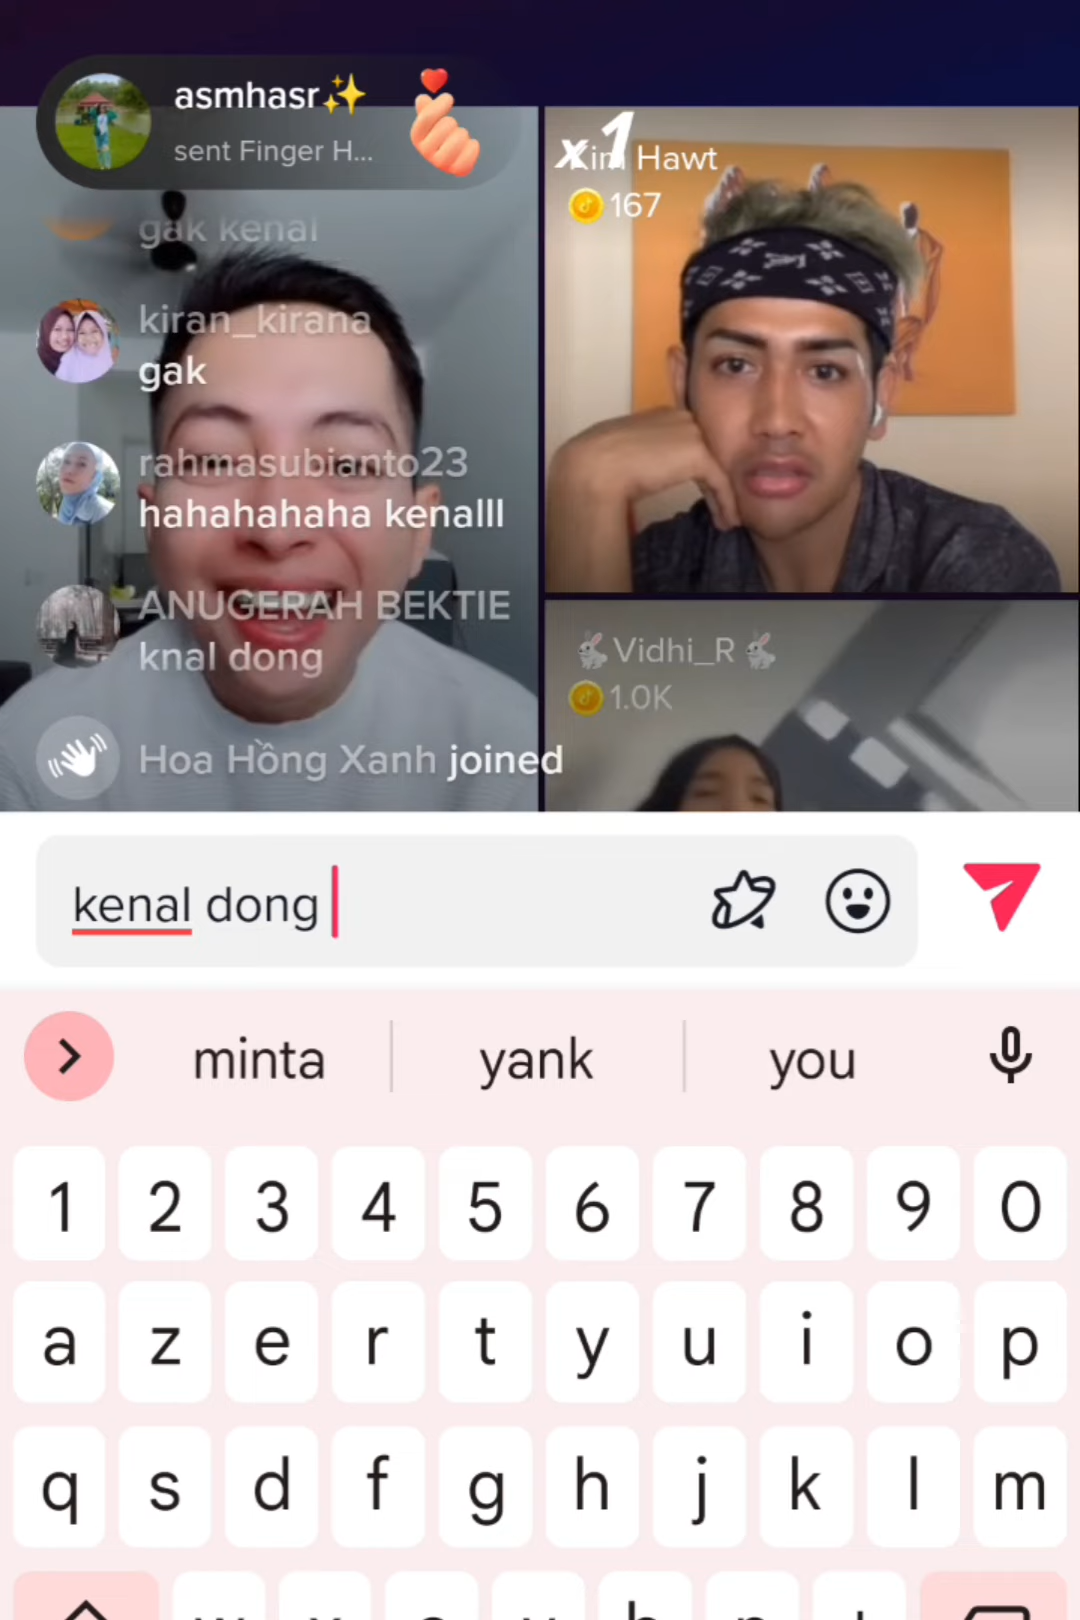 asmhasr✨
sent Finger H...
x1
Kim Hawt
167
gak kenal
kiran_kirana
gak
rahmasubianto23
hahahahaha kenalll
ANUGERAH BEKTIE
knal dong
🐇Vidhi_R🐇
1.0K
Hoa Hồng Xanh joined
kenal dong
minta yank you
1 2 3 4 5 6 7 8 9 0
a z e r t y u i o p
q s d f g h j k l m